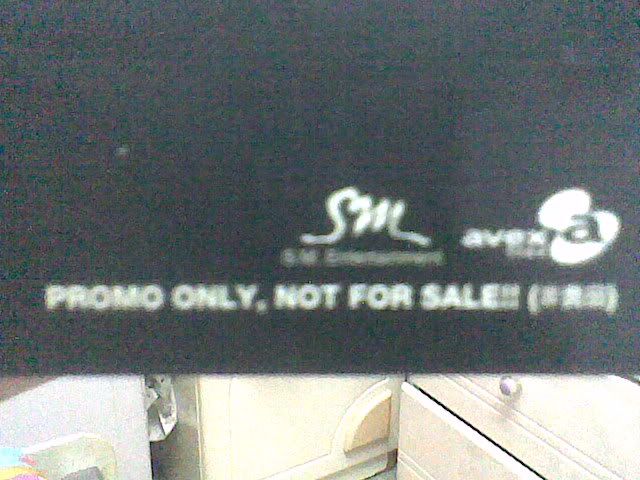 SM
S.M. Entertainment
avex
a
PROMO ONLY, NOT FOR SALE!!